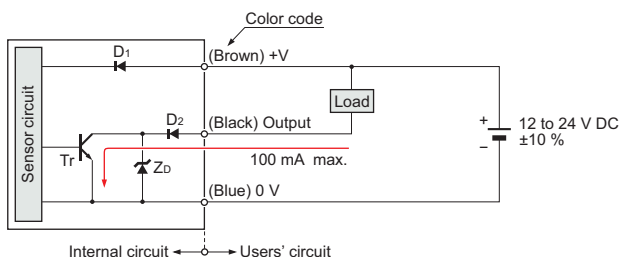 Color code
D1
(Brown) +V
Load
Sensor circuit
D2
(Black) Output
+
−
12 to 24 V DC
±10 %
Tr
ZD
100 mA max.
(Blue) 0 V
Internal circuit
Users' circuit